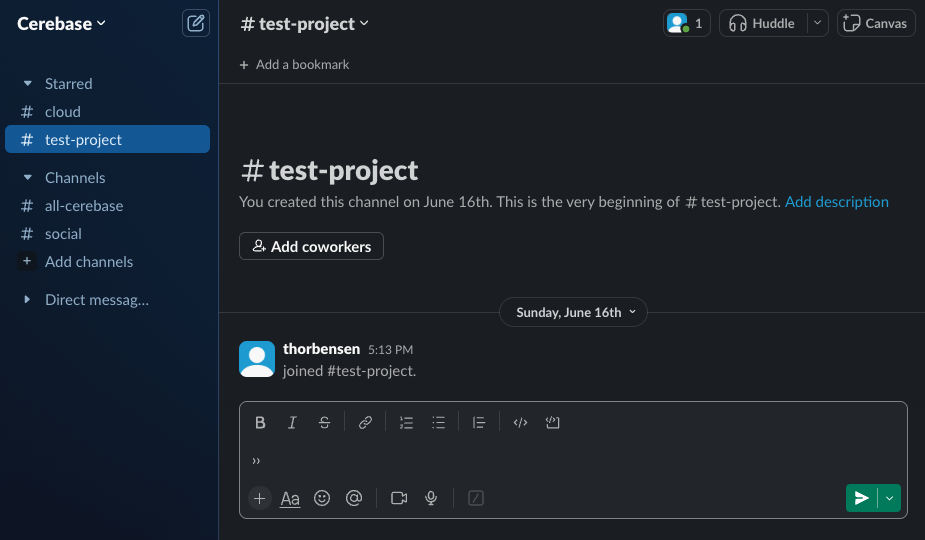 Cerebase
Starred
# cloud
# test-project
Channels
# all-cerebase
# social
+ Add channels
Direct messag...
# test-project
1
Huddle
Canvas
+ Add a bookmark
# test-project
You created this channel on June 16th. This is the very beginning of # test-project. Add description
Add coworkers
Sunday, June 16th
thorbensen 5:13 PM
joined #test-project.
B I S
››
+ Aa @